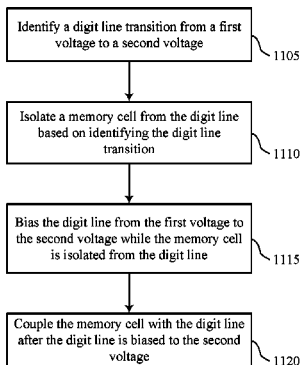 Identify a digit line transition from a first
voltage to a second voltage
1105
Isolate a memory cell from the digit line
based on identifying the digit line
transition
1110
Bias the digit line from the first voltage to
the second voltage while the memory cell
is isolated from the digit line
1115
Couple the memory cell with the digit line
after the digit line is biased to the second
voltage
1120